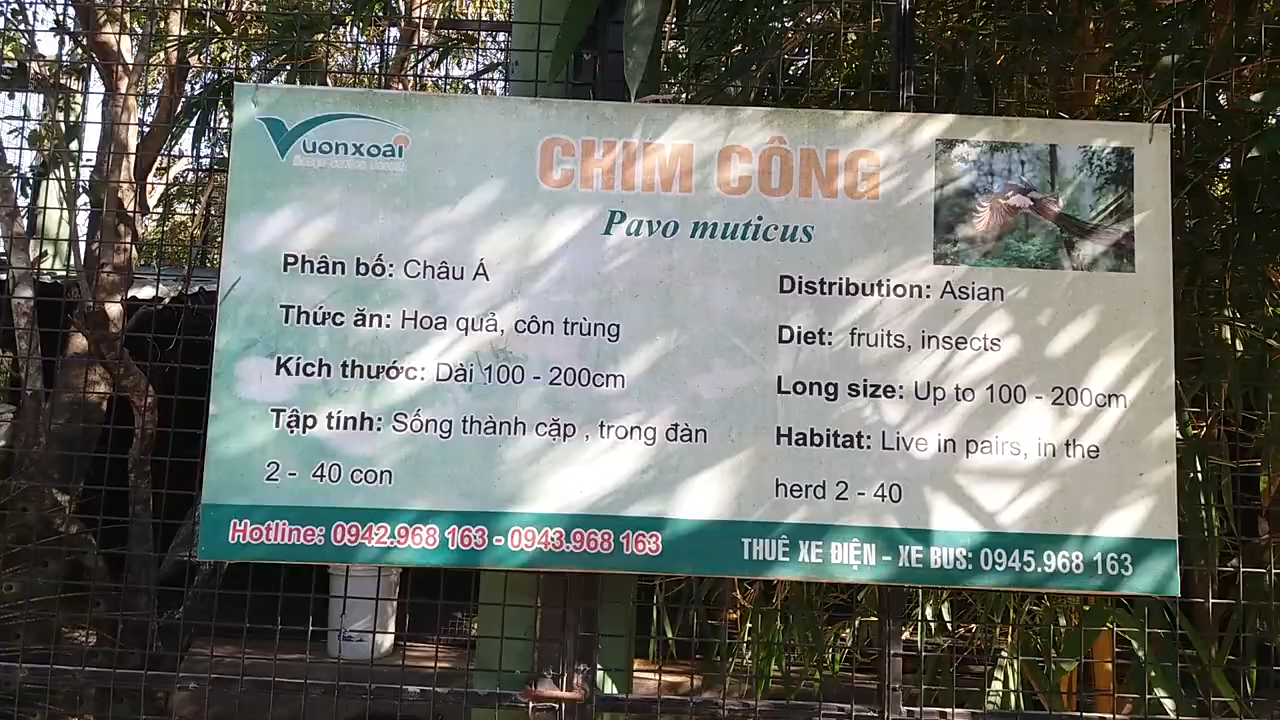 Vuonxoai
CHIM CÔNG
Pavo muticus
Phân bố: Châu Á
Thức ăn: Hoa quả, côn trùng
Kích thước: Dài 100 - 200cm
Tập tính: Sống thành cặp , trong đàn
2 - 40 con
Distribution: Asian
Diet: fruits, insects
Long size: Up to 100 - 200cm
Habitat: Live in pairs, in the
herd 2 - 40
Hotline: 0942.968 163 - 0943.968 163
THUÊ XE ĐIỆN - XE BUS: 0945.968 163